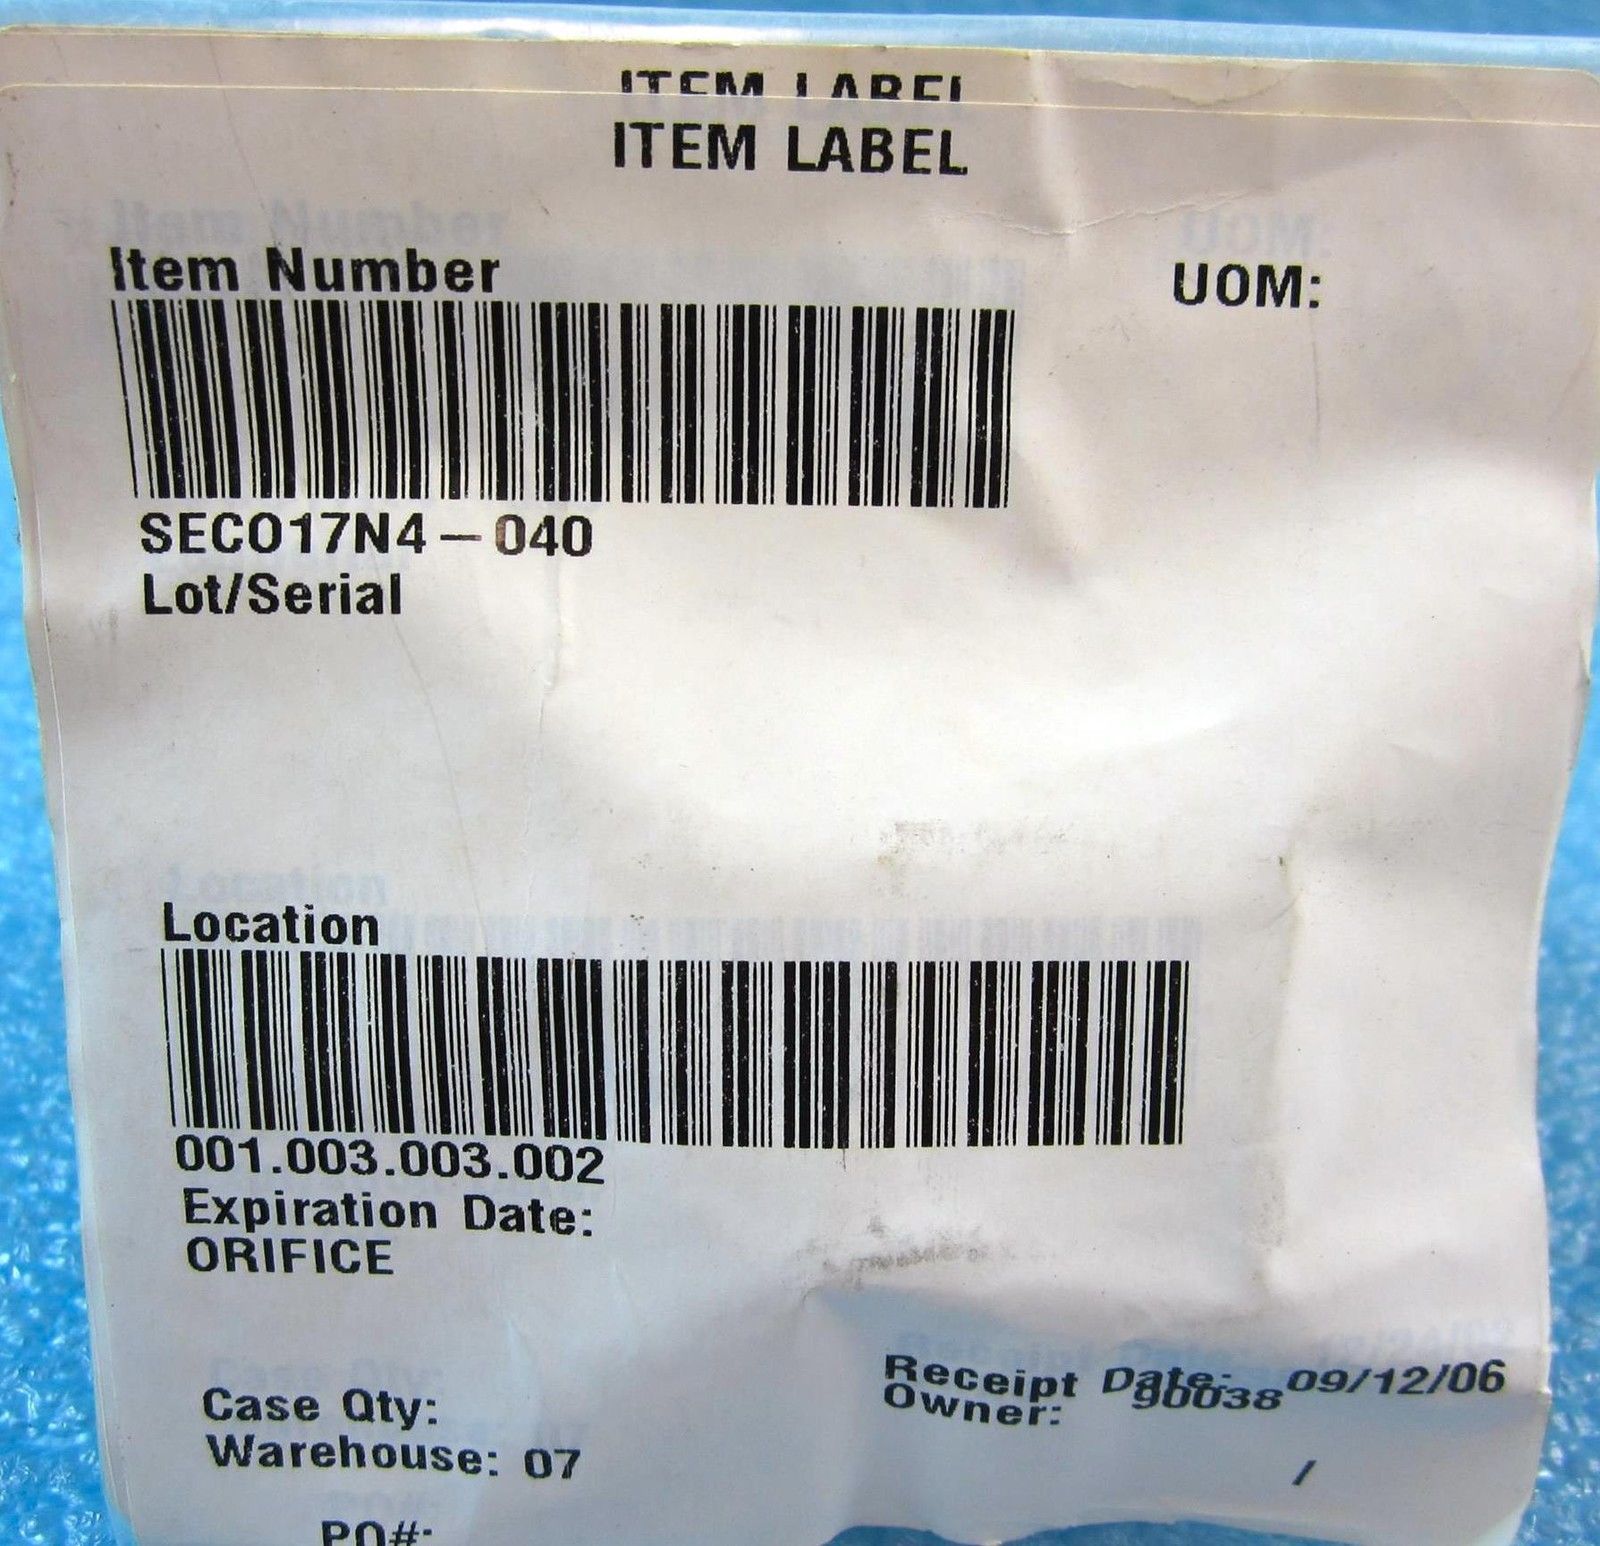 ITEM LABEL
ITEM LABEL
Item Number
UOM:
SECO17N4-040
Lot/Serial
Location
001.003.003.002
Expiration Date:
ORIFICE
Receipt Date: 09/12/06
Owner: 90038
Case Qty:
Warehouse: 07
/
PO#: